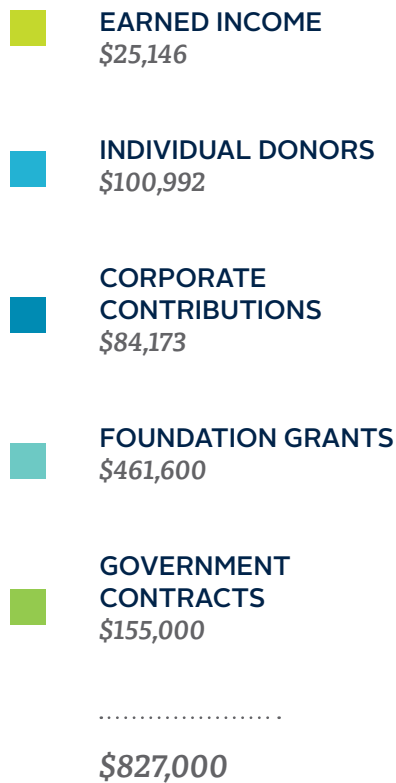 EARNED INCOME
$25,146
INDIVIDUAL DONORS
$100,992
CORPORATE
CONTRIBUTIONS
$84,173
FOUNDATION GRANTS
$461,600
GOVERNMENT
CONTRACTS
$155,000
$827,000